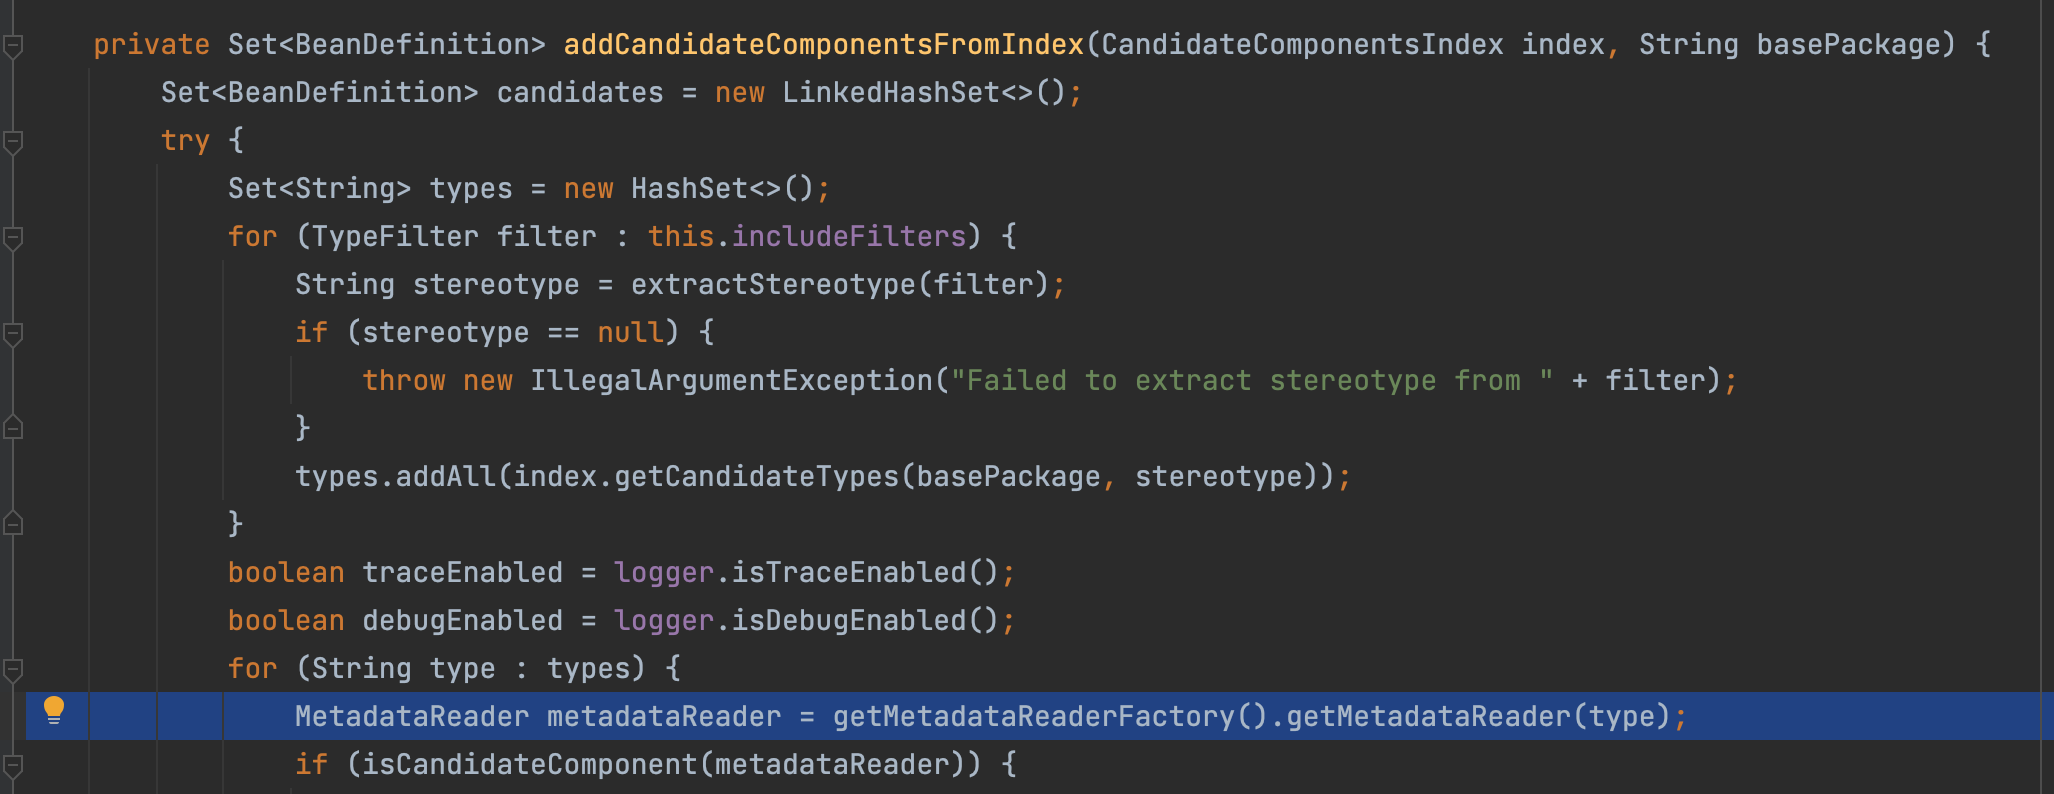 private Set<BeanDefinition> addCandidateComponentsFromIndex(CandidateComponentsIndex index, String basePackage) {
Set<BeanDefinition> candidates = new LinkedHashSet<>();
try {
Set<String> types = new HashSet<>();
for (TypeFilter filter : this.includeFilters) {
String stereotype = extractStereotype(filter);
if (stereotype == null) {
throw new IllegalArgumentException("Failed to extract stereotype from " + filter);
}
types.addAll(index.getCandidateTypes(basePackage, stereotype));
}
boolean traceEnabled = logger.isTraceEnabled();
boolean debugEnabled = logger.isDebugEnabled();
for (String type : types) {
MetadataReader metadataReader = getMetadataReaderFactory().getMetadataReader(type);
if (isCandidateComponent(metadataReader)) {